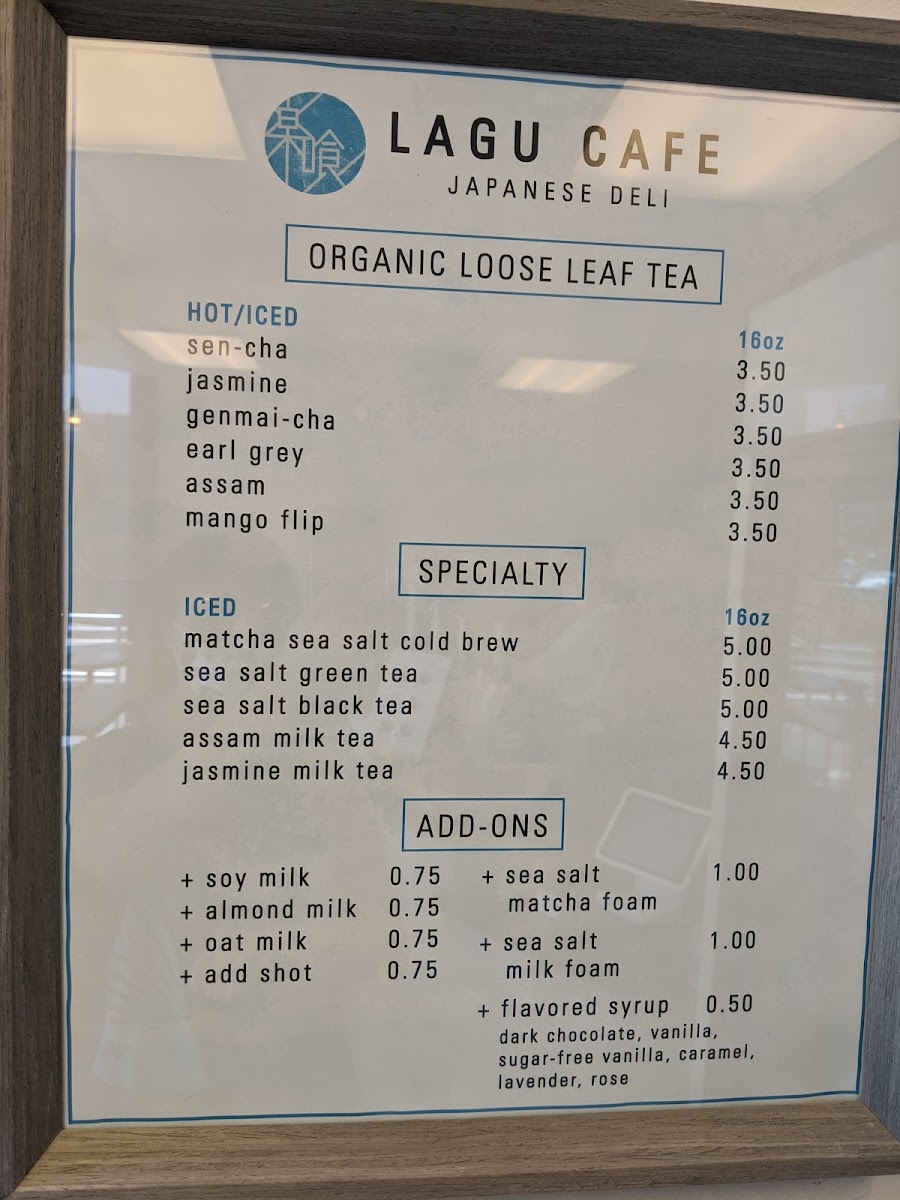 楽喰
LAGU CAFE
JAPANESE DELI
ORGANIC LOOSE LEAF TEA
HOT/ICED 16oz
sen-cha 3.50
jasmine 3.50
genmai-cha 3.50
earl grey 3.50
assam 3.50
mango flip 3.50
SPECIALTY
ICED 16oz
matcha sea salt cold brew 5.00
sea salt green tea 5.00
sea salt black tea 5.00
assam milk tea 4.50
jasmine milk tea 4.50
ADD-ONS
+ soy milk 0.75
+ almond milk 0.75
+ oat milk 0.75
+ add shot 0.75
+ sea salt 1.00
matcha foam
+ sea salt 1.00
milk foam
+ flavored syrup 0.50
dark chocolate, vanilla,
sugar-free vanilla, caramel,
lavender, rose